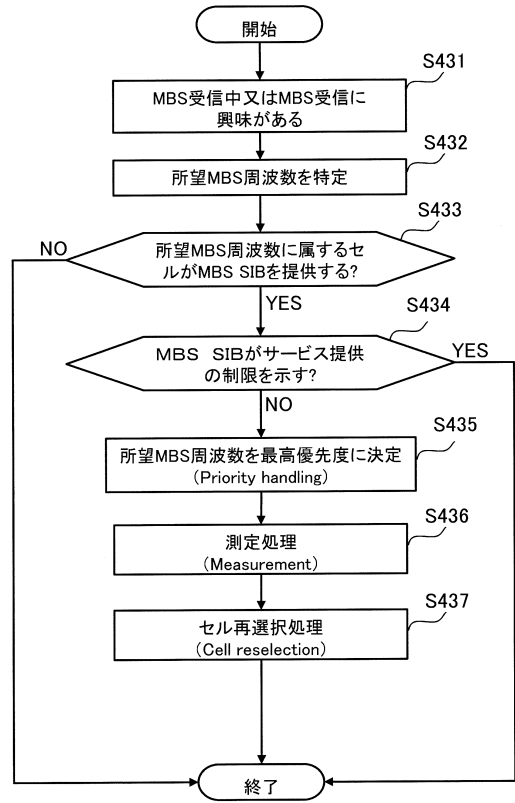 開始
S431
MBS受信中又はMBS受信に
興味がある
S432
所望MBS周波数を特定
S433
NO
所望MBS周波数に属するセ
ルがMBS SIBを提供する?
YES
S434
MBS SIBがサービス提供
の制限を示す?
YES
NO
S435
所望MBS周波数を最高優先度に決定
(Priority handling)
S436
測定処理
(Measurement)
S437
セル再選択処理
(Cell reselection)
終了